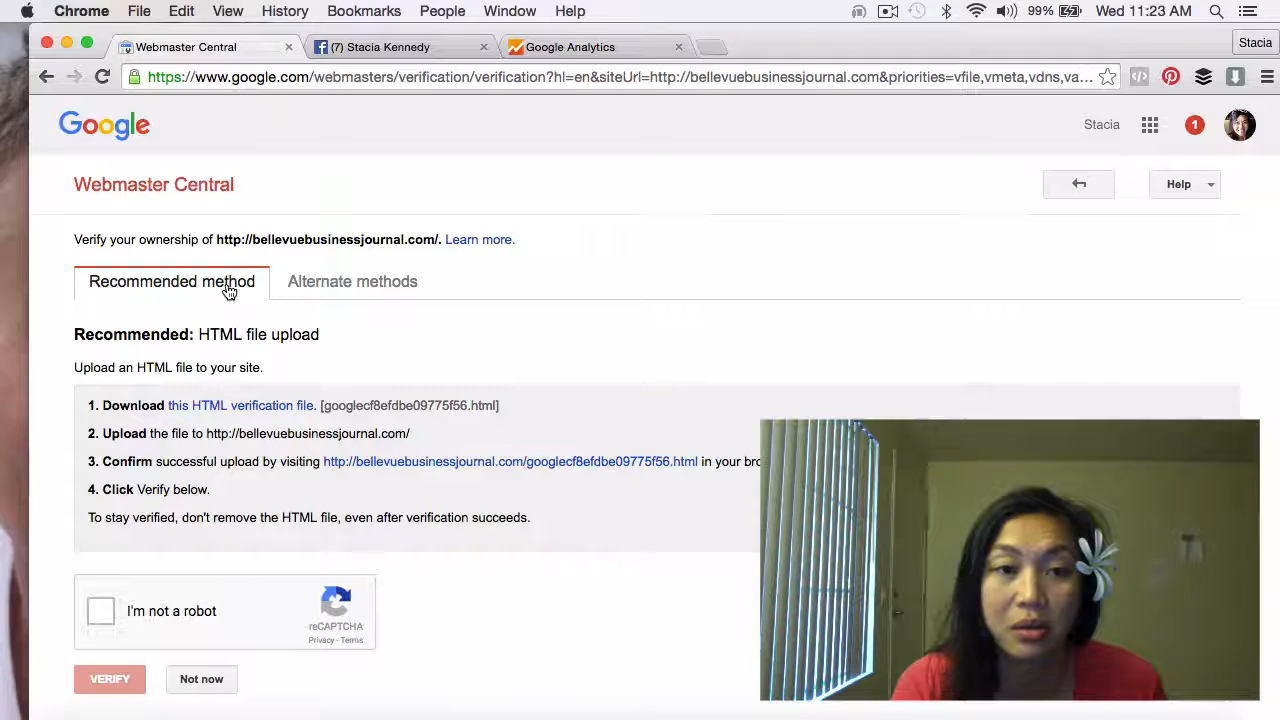 Chrome File Edit View History Bookmarks People Window Help 99% Wed 11:23 AM
Webmaster Central (7) Stacia Kennedy Google Analytics Stacia
https://www.google.com/webmasters/verification/verification?hl=en&siteUrl=http://bellevuebusinessjournal.com&priorities=vfile,vmeta,vdns,va...
Google Stacia 1
Webmaster Central Help
Verify your ownership of http://bellevuebusinessjournal.com/. Learn more.
Recommended method Alternate methods
Recommended: HTML file upload
Upload an HTML file to your site.
1. Download this HTML verification file. [googlecf8efdbe09775f56.html]
2. Upload the file to http://bellevuebusinessjournal.com/
3. Confirm successful upload by visiting http://bellevuebusinessjournal.com/googlecf8efdbe09775f56.html in your bro
4. Click Verify below.
To stay verified, don't remove the HTML file, even after verification succeeds.
I'm not a robot
reCAPTCHA
Privacy - Terms
VERIFY Not now